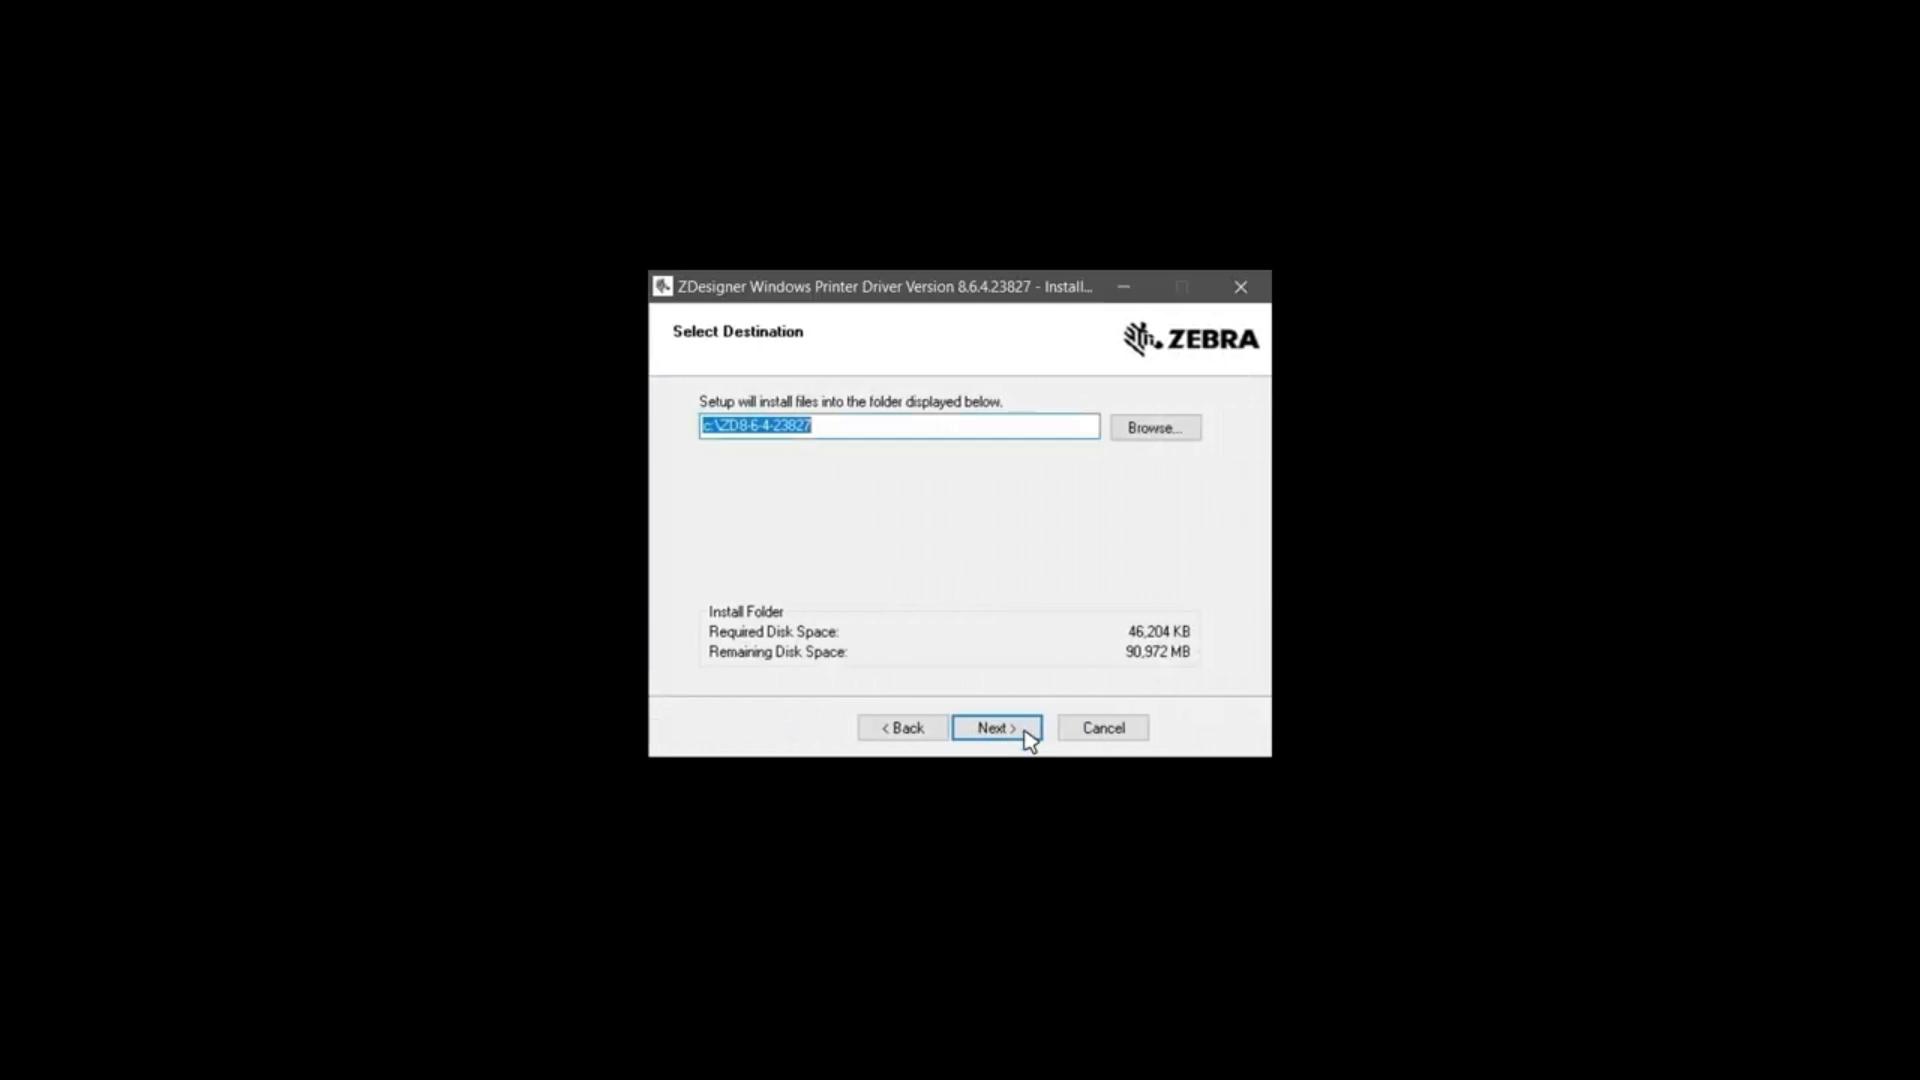 ZDesigner Windows Printer Driver Version 8.6.4.23827 - Install...
Select Destination
ZEBRA
Setup will install files into the folder displayed below.
c:\ZD8-6-4-23827
Browse...
Install Folder
Required Disk Space: 46,204 KB
Remaining Disk Space: 90,972 MB
< Back Next > Cancel